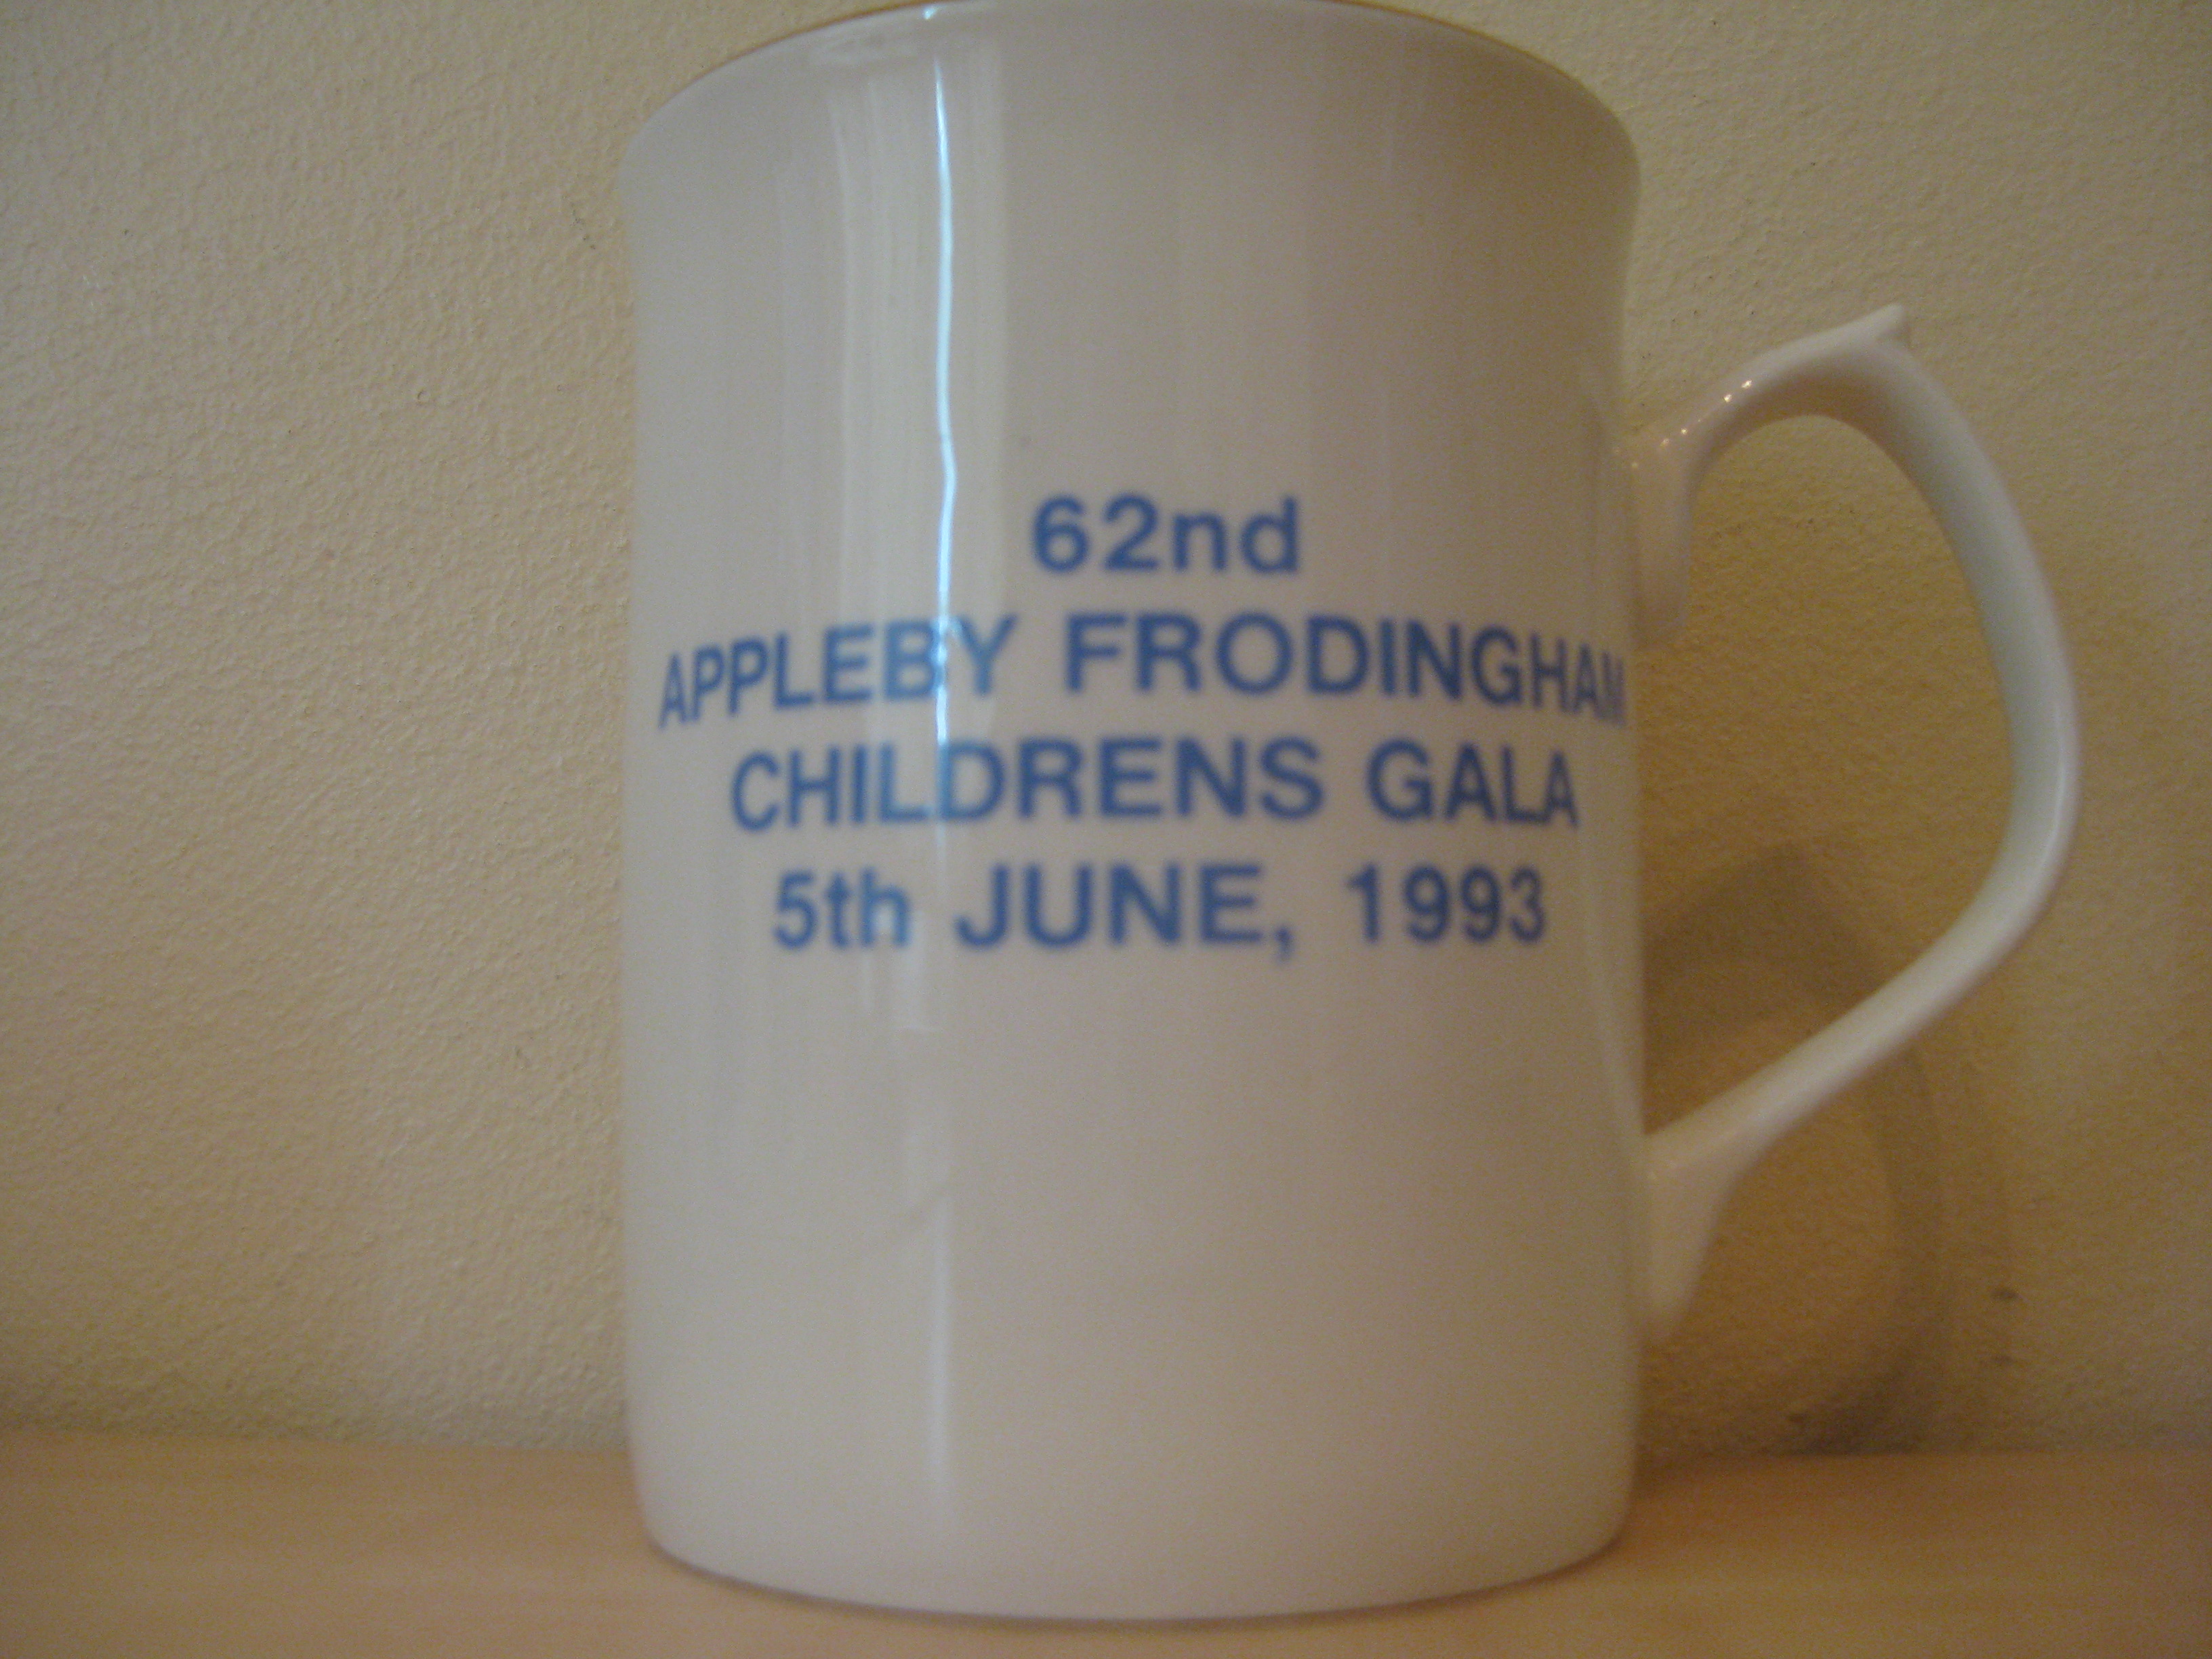 62nd
APPLEBY FRODINGHAM
CHILDRENS GALA
5th JUNE, 1993